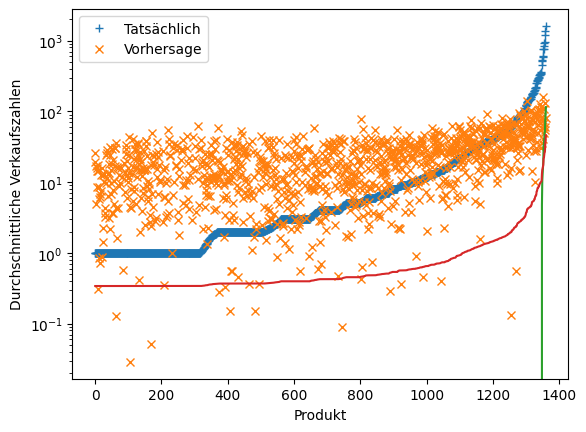 Tatsächlich
Vorhersage
Durchschnittliche Verkaufszahlen
10³
10²
10¹
10⁰
10⁻¹
0 200 400 600 800 1000 1200 1400
Produkt